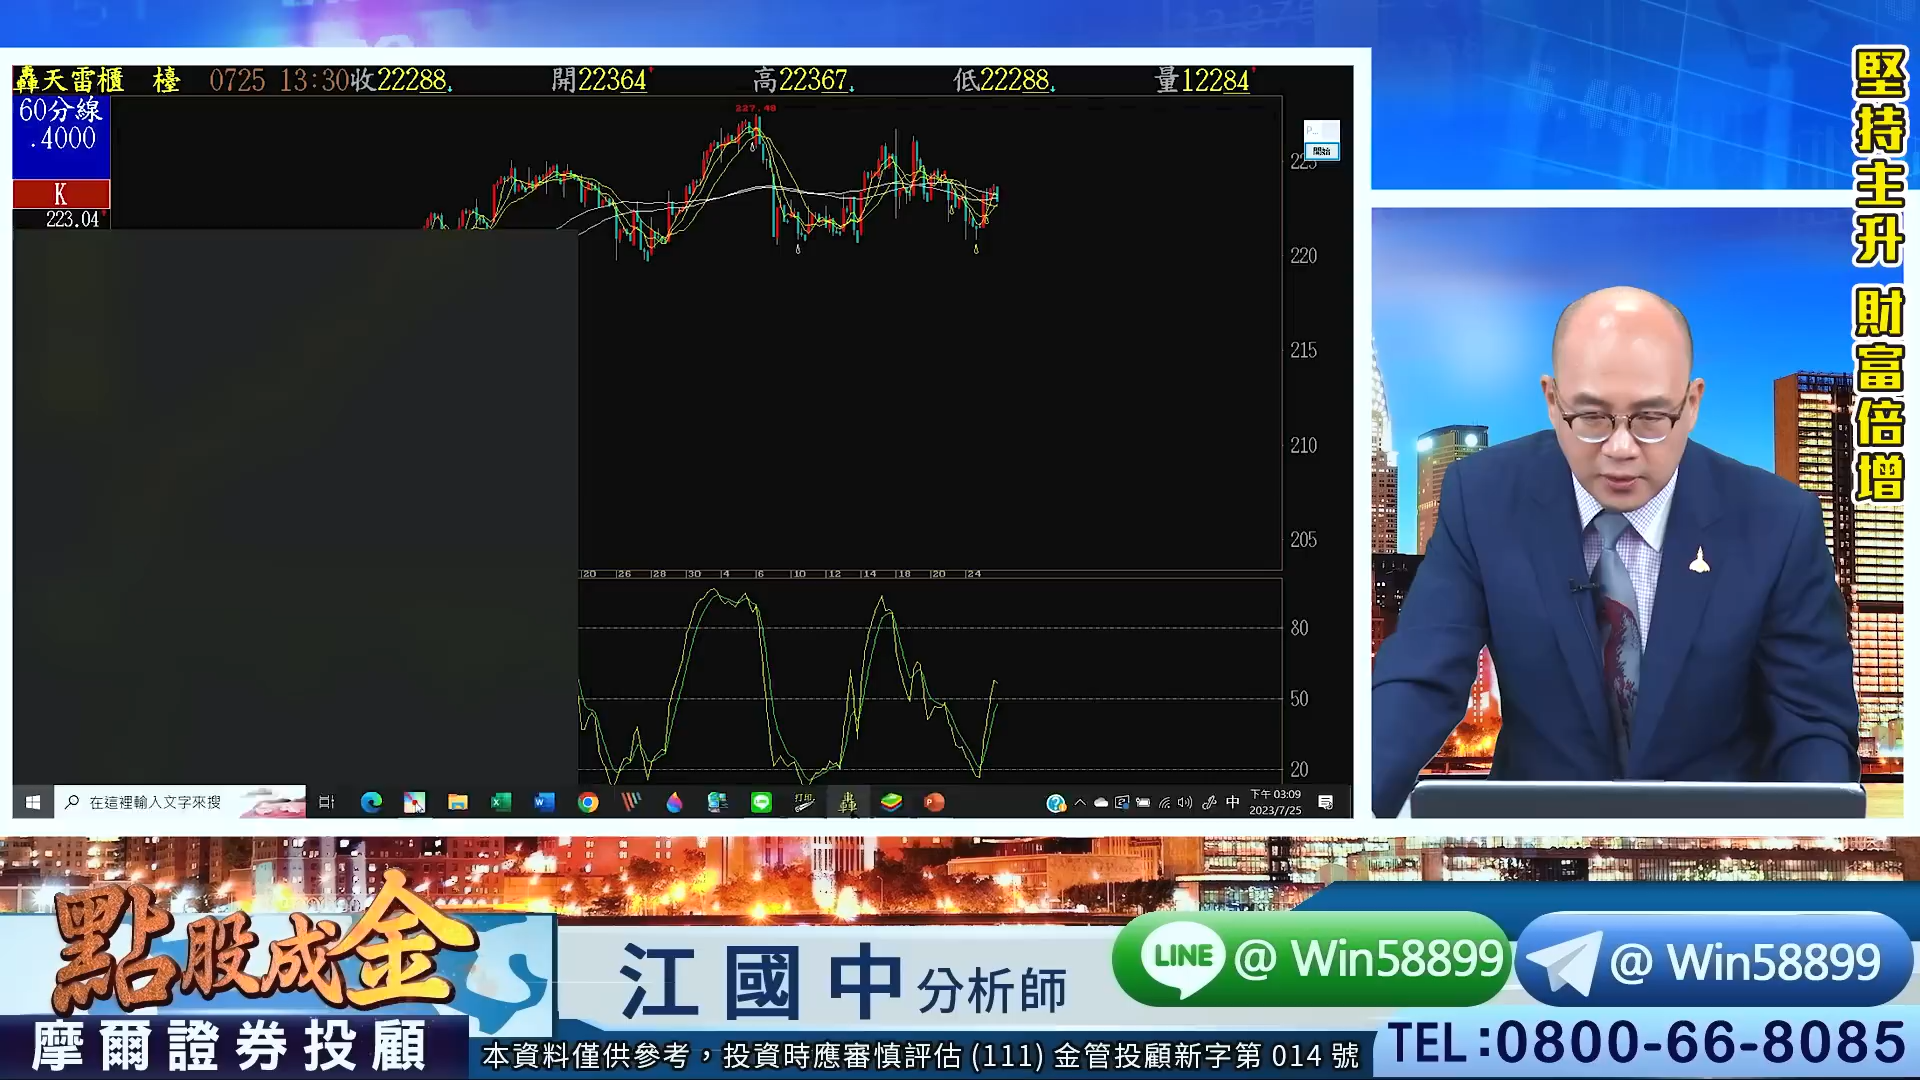 轟天雷櫃 檯 0725 13:30收22288. 開22364 高22367. 低22288. 量12284
60分線
.4000
K
223.04
227.48
225
220
215
210
205
20 26 28 30 4 6 10 12 14 18 20 24
80
50
20
開始
在這裡輸入文字來搜
中
下午 03:09
2023/7/25
堅持主升 財富倍增
點股成金
摩爾證券投顧
江國中 分析師
LINE @ Win58899
@ Win58899
TEL:0800-66-8085
本資料僅供參考，投資時應審慎評估 (111) 金管投顧新字第 014 號